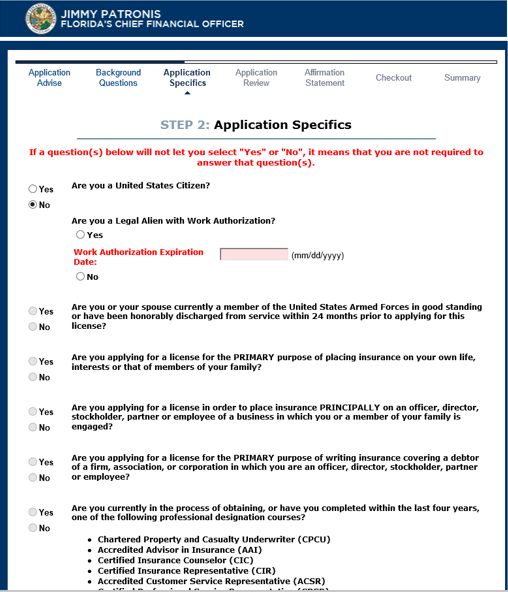 JIMMY PATRONIS
FLORIDA'S CHIEF FINANCIAL OFFICER
Application Advise
Background Questions
Application Specifics
Application Review
Affirmation Statement
Checkout
Summary
STEP 2: Application Specifics
If a question(s) below will not let you select "Yes" or "No", it means that you are not required to
answer that question(s).
Yes
No
Are you a United States Citizen?
Are you a Legal Alien with Work Authorization?
Yes
Work Authorization Expiration
Date:
(mm/dd/yyyy)
No
Yes
No
Are you or your spouse currently a member of the United States Armed Forces in good standing
or have been honorably discharged from service within 24 months prior to applying for this
license?
Yes
No
Are you applying for a license for the PRIMARY purpose of placing insurance on your own life,
interests or that of members of your family?
Yes
No
Are you applying for a license in order to place insurance PRINCIPALLY on an officer, director,
stockholder, partner or employee of a business in which you or a member of your family is
engaged?
Yes
No
Are you applying for a license for the PRIMARY purpose of writing insurance covering a debtor
of a firm, association, or corporation in which you are an officer, director, stockholder, partner
or employee?
Yes
No
Are you currently in the process of obtaining, or have you completed within the last four years,
one of the following professional designation courses?
• Chartered Property and Casualty Underwriter (CPCU)
• Accredited Advisor in Insurance (AAI)
• Certified Insurance Counselor (CIC)
• Certified Insurance Representative (CIR)
• Accredited Customer Service Representative (ACSR)